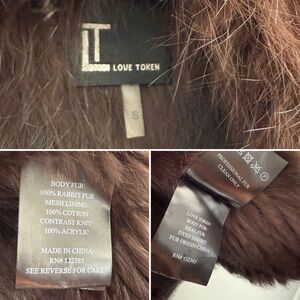 LT
LOVE TOKEN
S
BODY FUR:
100% RABBIT FUR
MESH LINING:
100% COTTON
CONTRAST KNIT:
100% ACRYLIC
MADE IN CHINA
RN# 132385
SEE REVERSE FOR CARE
PROFESSIONAL FUR
CLEAN ONLY
LOVE TOKEN
BODY FUR:
REAL FUR
DYED RABBIT
FUR ORIGIN CHINA
RN# 132385